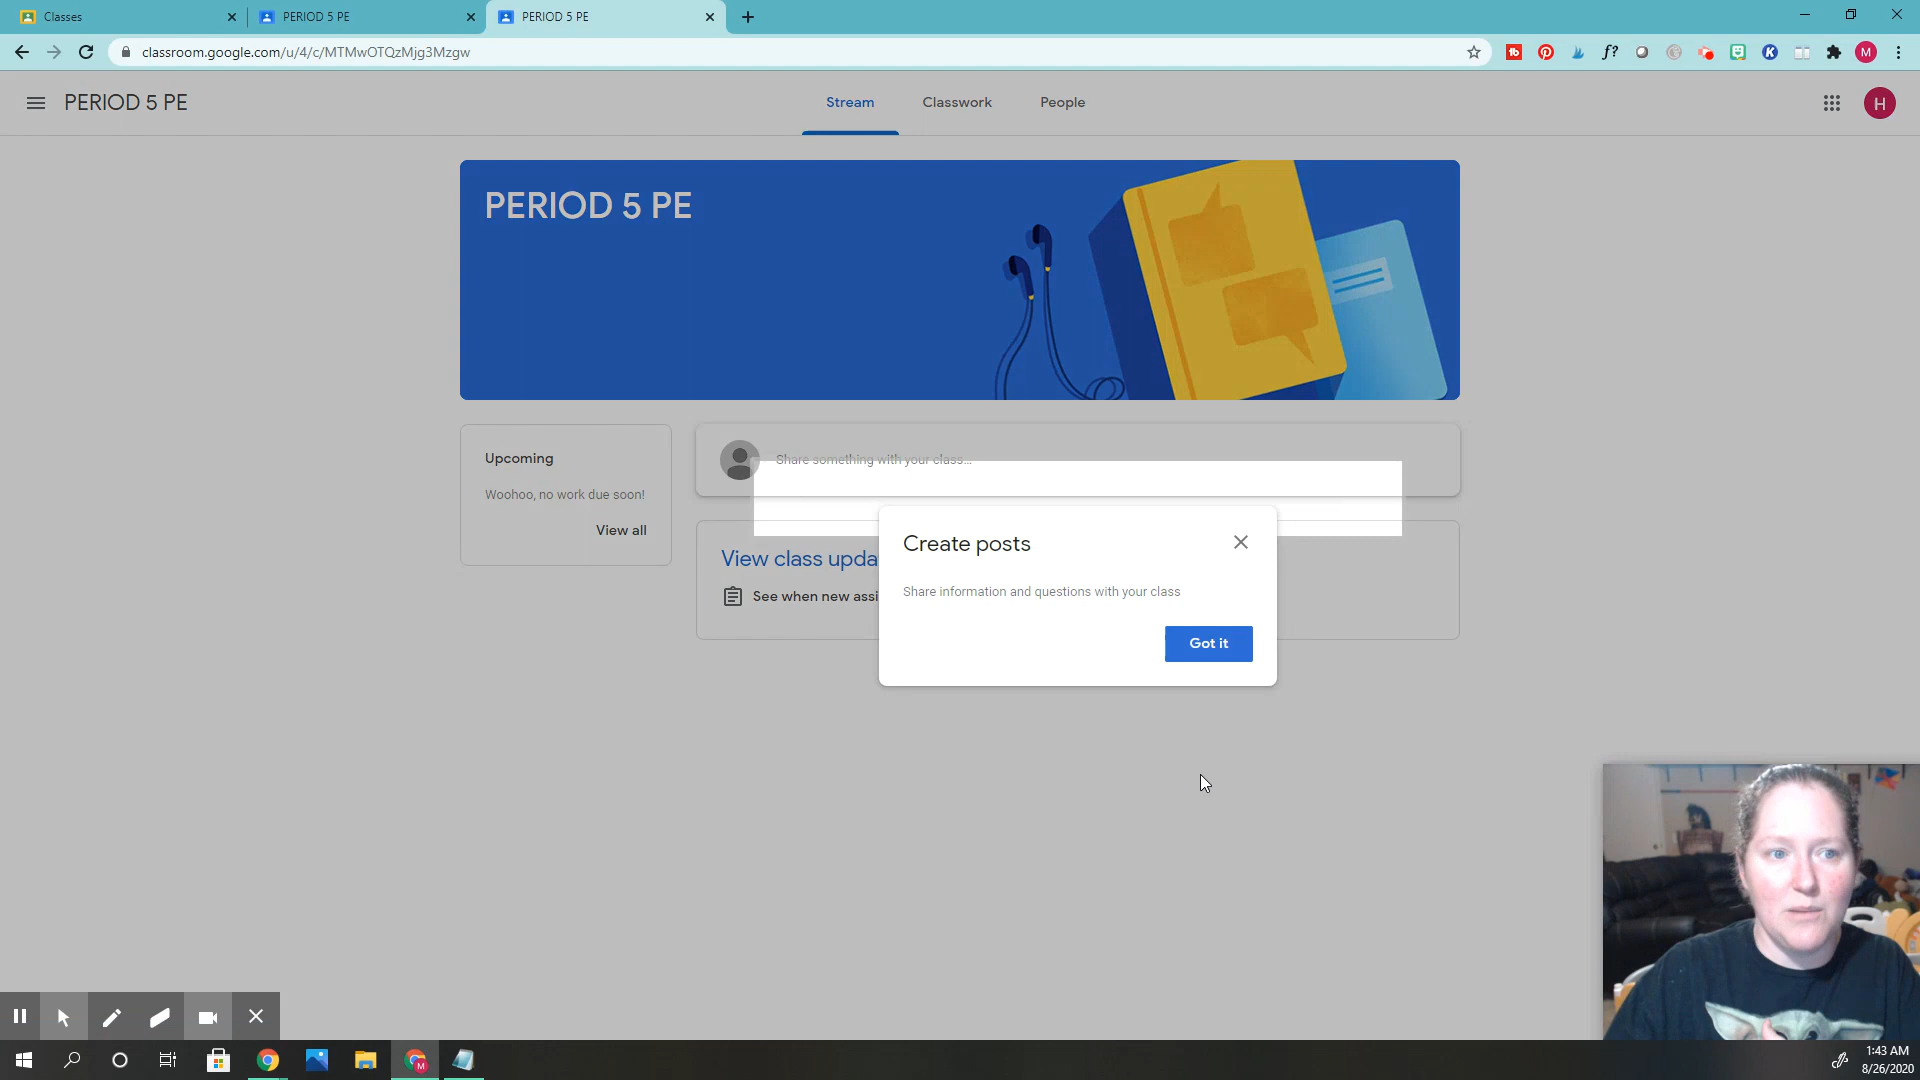 Classes
PERIOD 5 PE
PERIOD 5 PE
classroom.google.com/u/4/c/MTMwOTQzMjg3Mzgw
M
PERIOD 5 PE
Stream
Classwork
People
H
PERIOD 5 PE
Upcoming
Woohoo, no work due soon!
View all
Share something with your class...
View class upda
See when new assi
Create posts
Share information and questions with your class
Got it
1:43 AM
8/26/2020